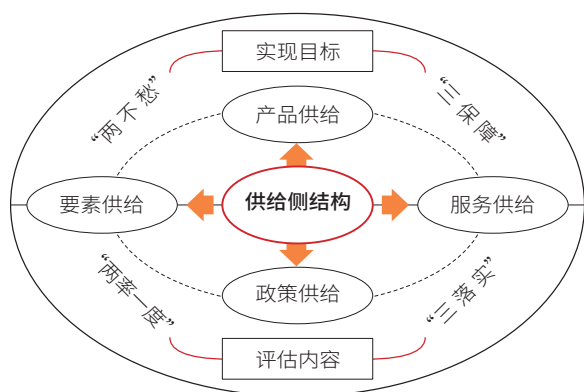 实现目标
“两不愁”
“三保障”
产品供给
要素供给
供给侧结构
服务供给
政策供给
“两率一度”
“三落实”
评估内容